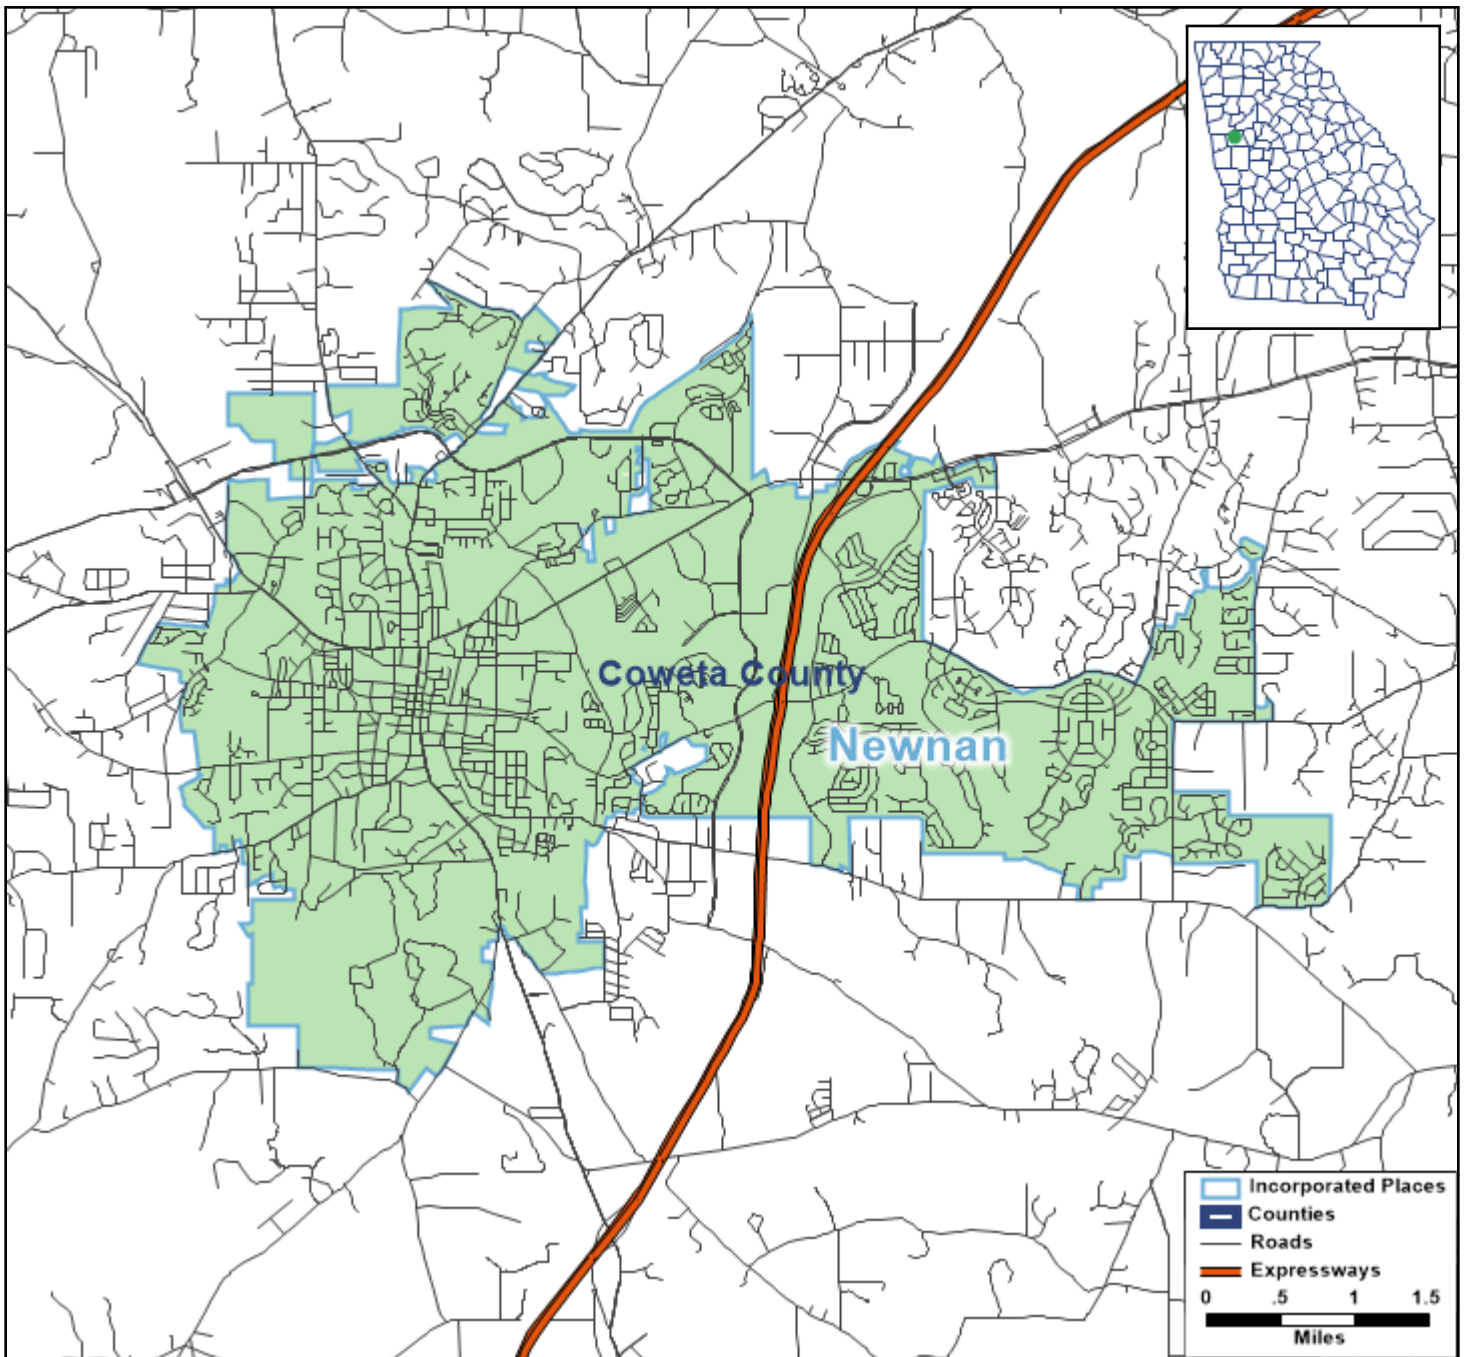 Coweta County
Newnan
Incorporated Places
Counties
Roads
Expressways
0 .5 1 1.5
Miles